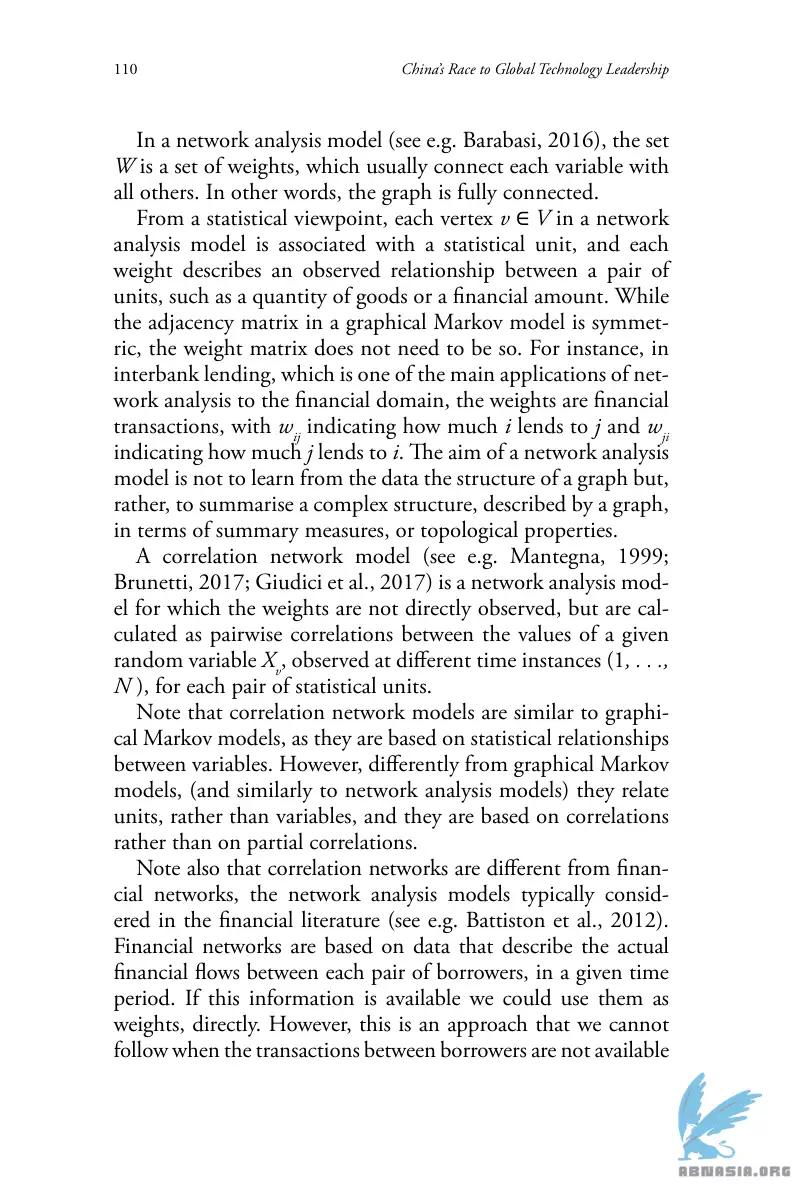 110
China’s Race to Global Technology Leadership
In a network analysis model (see e.g. Barabasi, 2016), the set
W is a set of weights, which usually connect each variable with
all others. In other words, the graph is fully connected.
From a statistical viewpoint, each vertex v ∈ V in a network
analysis model is associated with a statistical unit, and each
weight describes an observed relationship between a pair of
units, such as a quantity of goods or a financial amount. While
the adjacency matrix in a graphical Markov model is symmet-
ric, the weight matrix does not need to be so. For instance, in
interbank lending, which is one of the main applications of net-
work analysis to the financial domain, the weights are financial
transactions, with w_ij indicating how much i lends to j and w_ji
indicating how much j lends to i. The aim of a network analysis
model is not to learn from the data the structure of a graph but,
rather, to summarise a complex structure, described by a graph,
in terms of summary measures, or topological properties.
A correlation network model (see e.g. Mantegna, 1999;
Brunetti, 2017; Giudici et al., 2017) is a network analysis mod-
el for which the weights are not directly observed, but are cal-
culated as pairwise correlations between the values of a given
random variable X_v, observed at different time instances (1, . . .,
N ), for each pair of statistical units.
Note that correlation network models are similar to graphi-
cal Markov models, as they are based on statistical relationships
between variables. However, differently from graphical Markov
models, (and similarly to network analysis models) they relate
units, rather than variables, and they are based on correlations
rather than on partial correlations.
Note also that correlation networks are different from finan-
cial networks, the network analysis models typically consid-
ered in the financial literature (see e.g. Battiston et al., 2012).
Financial networks are based on data that describe the actual
financial flows between each pair of borrowers, in a given time
period. If this information is available we could use them as
weights, directly. However, this is an approach that we cannot
follow when the transactions between borrowers are not available
ABNASIA.ORG